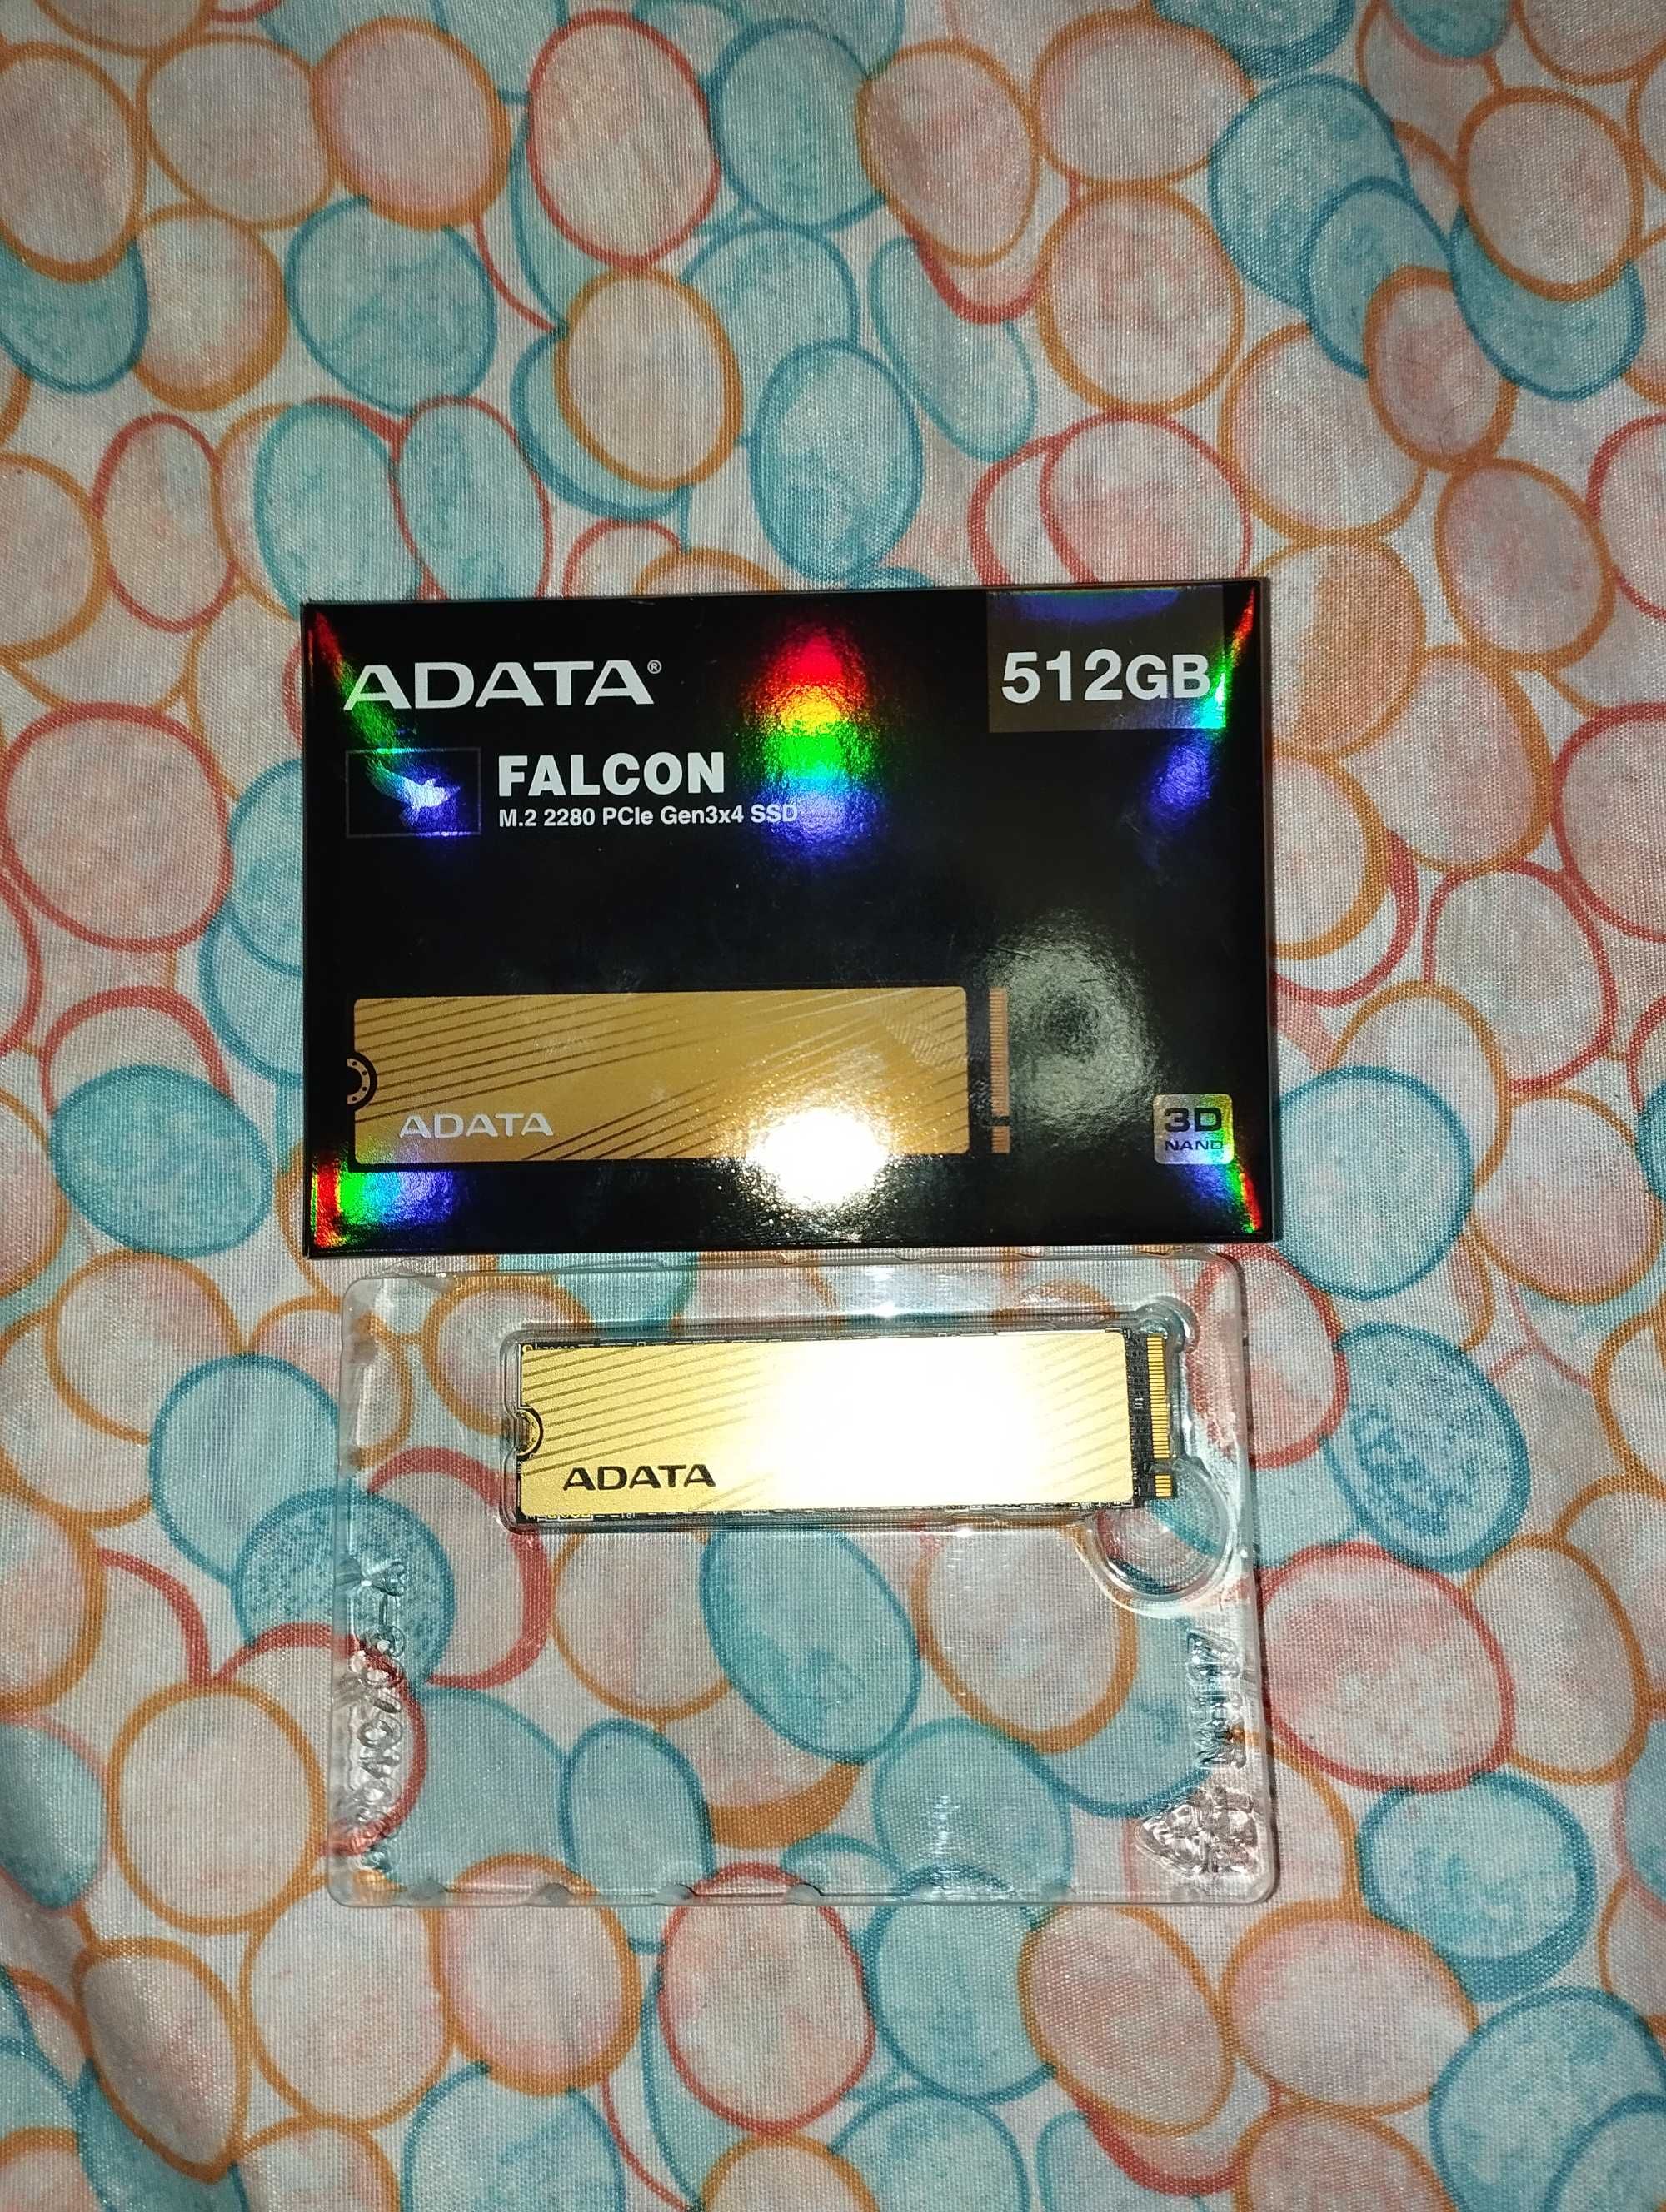 ADATA®
512GB
FALCON
M.2 2280 PCIe Gen3x4 SSD
ADATA
3D
NAND
ADATA